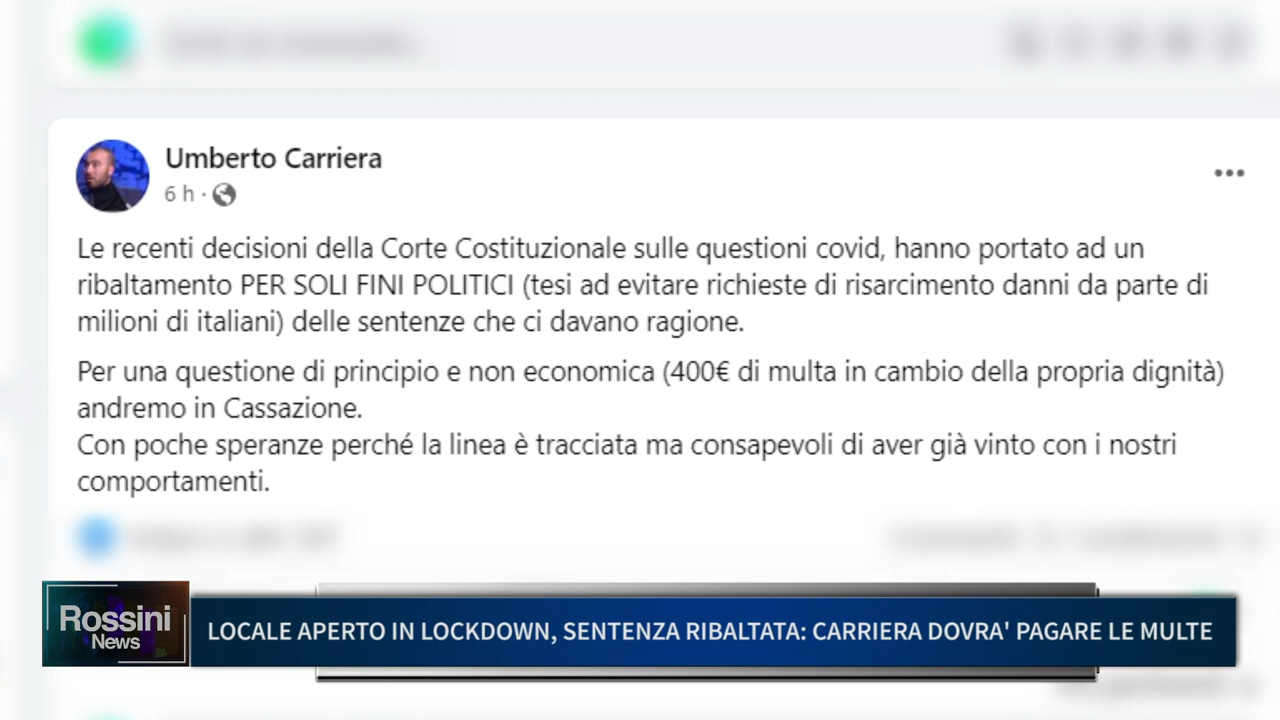 Umberto Carriera
6 h ·
Le recenti decisioni della Corte Costituzionale sulle questioni covid, hanno portato ad un
ribaltamento PER SOLI FINI POLITICI (tesi ad evitare richieste di risarcimento danni da parte di
milioni di italiani) delle sentenze che ci davano ragione.
Per una questione di principio e non economica (400€ di multa in cambio della propria dignità)
andremo in Cassazione.
Con poche speranze perché la linea è tracciata ma consapevoli di aver già vinto con i nostri
comportamenti.
Rossini
News
LOCALE APERTO IN LOCKDOWN, SENTENZA RIBALTATA: CARRIERA DOVRA' PAGARE LE MULTE